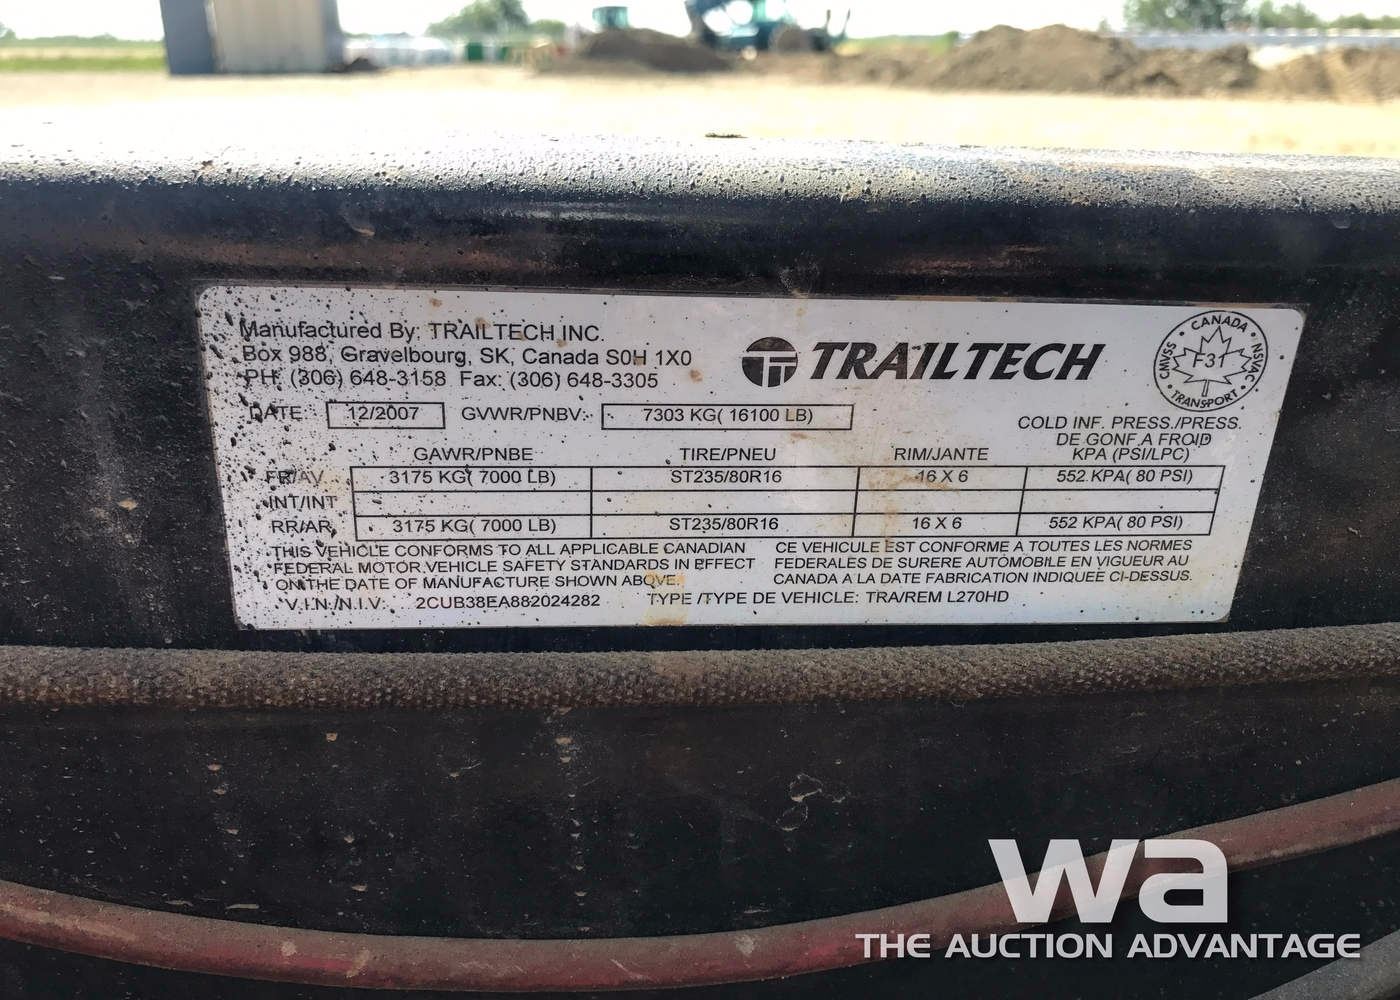 Manufactured By: TRAILTECH INC.
Box 988, Gravelbourg, SK, Canada S0H 1X0
PH: (306) 648-3158 Fax: (306) 648-3305
TRAILTECH
CANADA
CMVSS
NSVAC
F31
TRANSPORT
DATE: 12/2007 GVWR/PNBV: 7303 KG( 16100 LB)
COLD INF. PRESS./PRESS.
DE GONF A FROID
GAWR/PNBE TIRE/PNEU RIM/JANTE KPA (PSI/LPC)
FR/AV 3175 KG( 7000 LB) ST235/80R16 16 X 6 552 KPA( 80 PSI)
INT/INT
RR/AR 3175 KG( 7000 LB) ST235/80R16 16 X 6 552 KPA( 80 PSI)
THIS VEHICLE CONFORMS TO ALL APPLICABLE CANADIAN
FEDERAL MOTOR VEHICLE SAFETY STANDARDS IN EFFECT
ON THE DATE OF MANUFACTURE SHOWN ABOVE.
CE VEHICULE EST CONFORME A TOUTES LES NORMES
FEDERALES DE SURERE AUTOMOBILE EN VIGUEUR AU
CANADA A LA DATE FABRICATION INDIQUEE CI-DESSUS.
V.I.N./N.I.V.: 2CUB38EA882024282 TYPE /TYPE DE VEHICLE: TRA/REM L270HD
wa
THE AUCTION ADVANTAGE